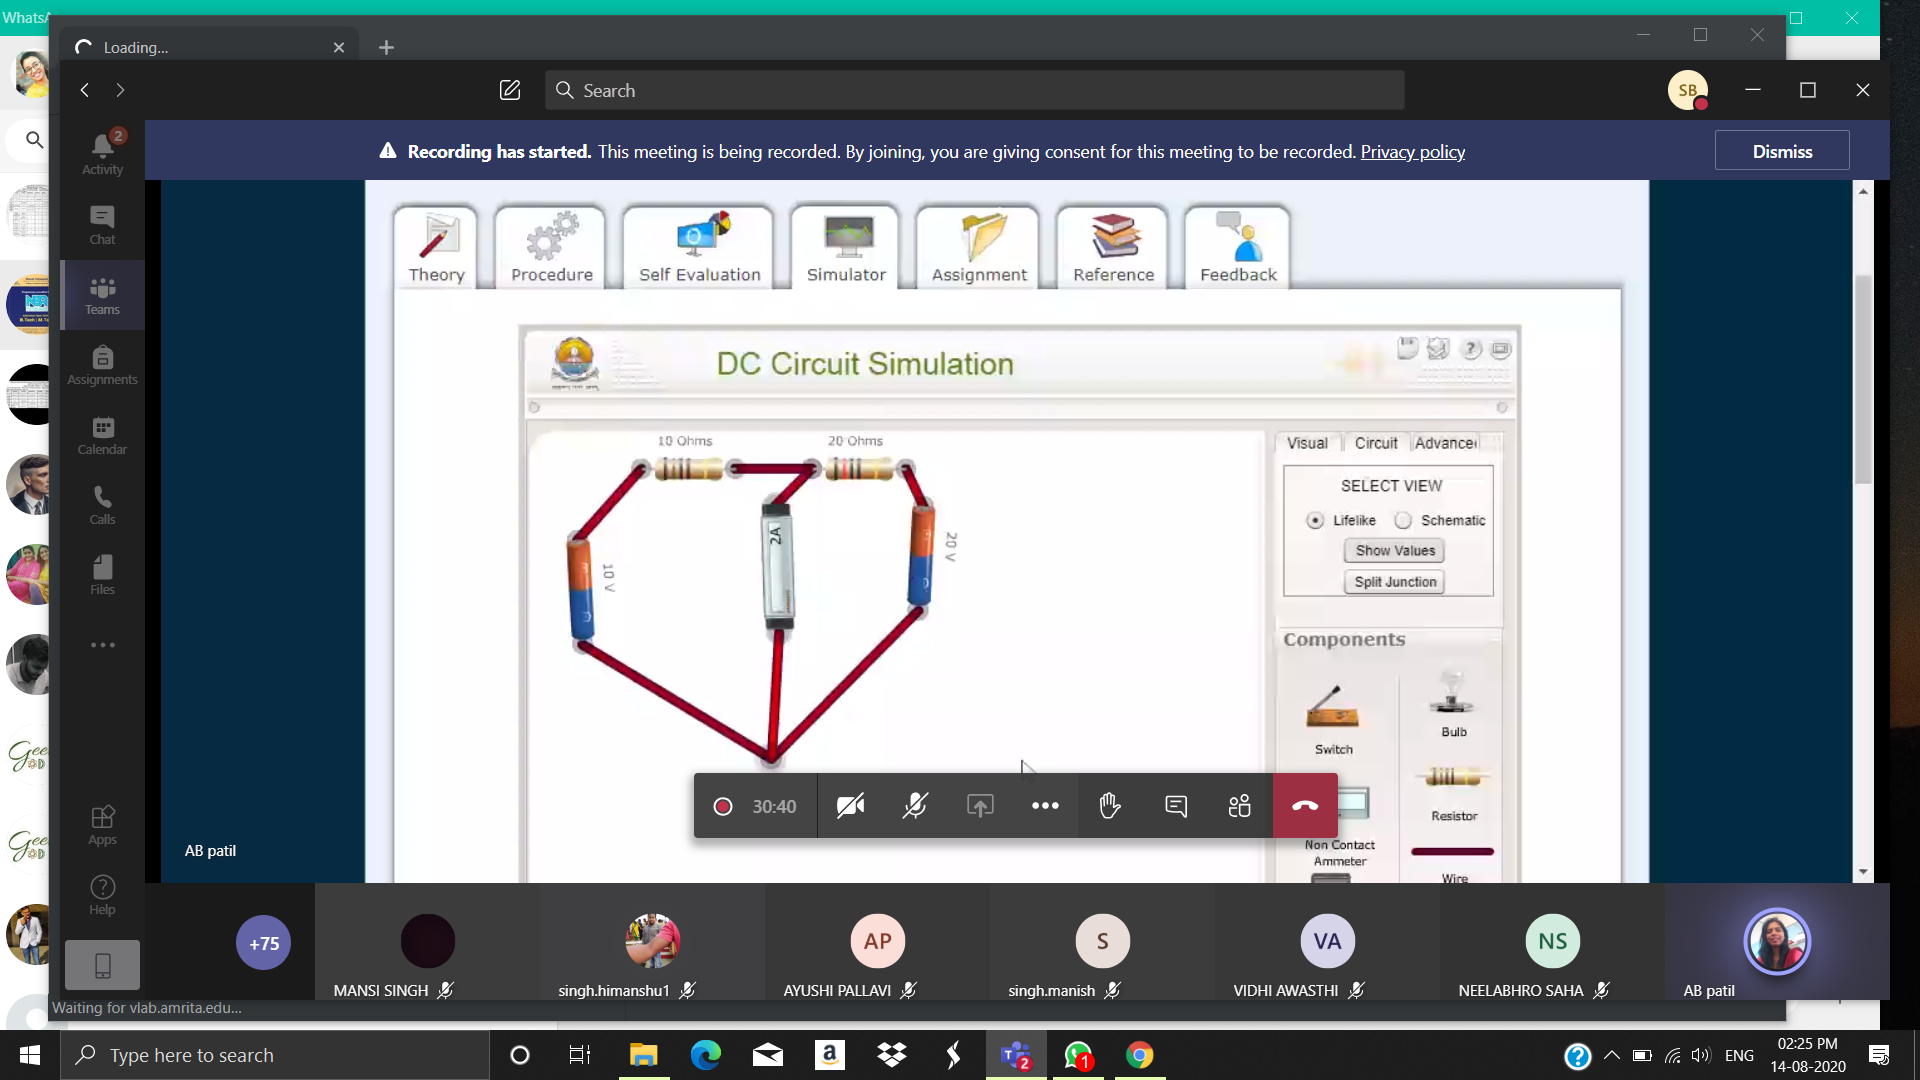 WhatsA
Loading...
Search
SB
2
Activity
Chat
Teams
Assignments
Calendar
Calls
Files
Apps
Help
Recording has started. This meeting is being recorded. By joining, you are giving consent for this meeting to be recorded. Privacy policy
Dismiss
Theory
Procedure
Self Evaluation
Simulator
Assignment
Reference
Feedback
DC Circuit Simulation
10 Ohms
20 Ohms
2A
10 V
20 V
Visual
Circuit
Advance
SELECT VIEW
Lifelike
Schematic
Show Values
Split Junction
Components
Switch
Bulb
Resistor
Non Contact
Ammeter
Wire
30:40
AB patil
+75
AP
S
VA
NS
MANSI SINGH
singh.himanshu1
AYUSHI PALLAVI
singh.manish
VIDHI AWASTHI
NEELABHRO SAHA
AB patil
Waiting for vlab.amrita.edu...
Type here to search
2
1
ENG
02:25 PM
14-08-2020